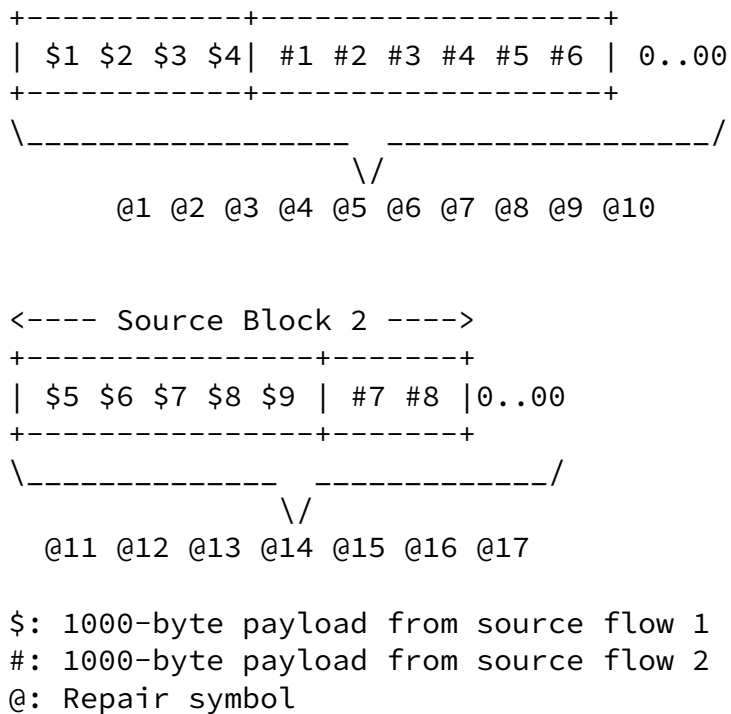 +------------+-------------------+
| $1 $2 $3 $4| #1 #2 #3 #4 #5 #6 | 0..00
+------------+-------------------+
\__________________  __________________/
\/
@1 @2 @3 @4 @5 @6 @7 @8 @9 @10
<---- Source Block 2 ---->
+----------------+-------+
| $5 $6 $7 $8 $9 | #7 #8 |0..00
+----------------+-------+
\______________  _____________/
\/
@11 @12 @13 @14 @15 @16 @17
$: 1000-byte payload from source flow 1
#: 1000-byte payload from source flow 2
@: Repair symbol